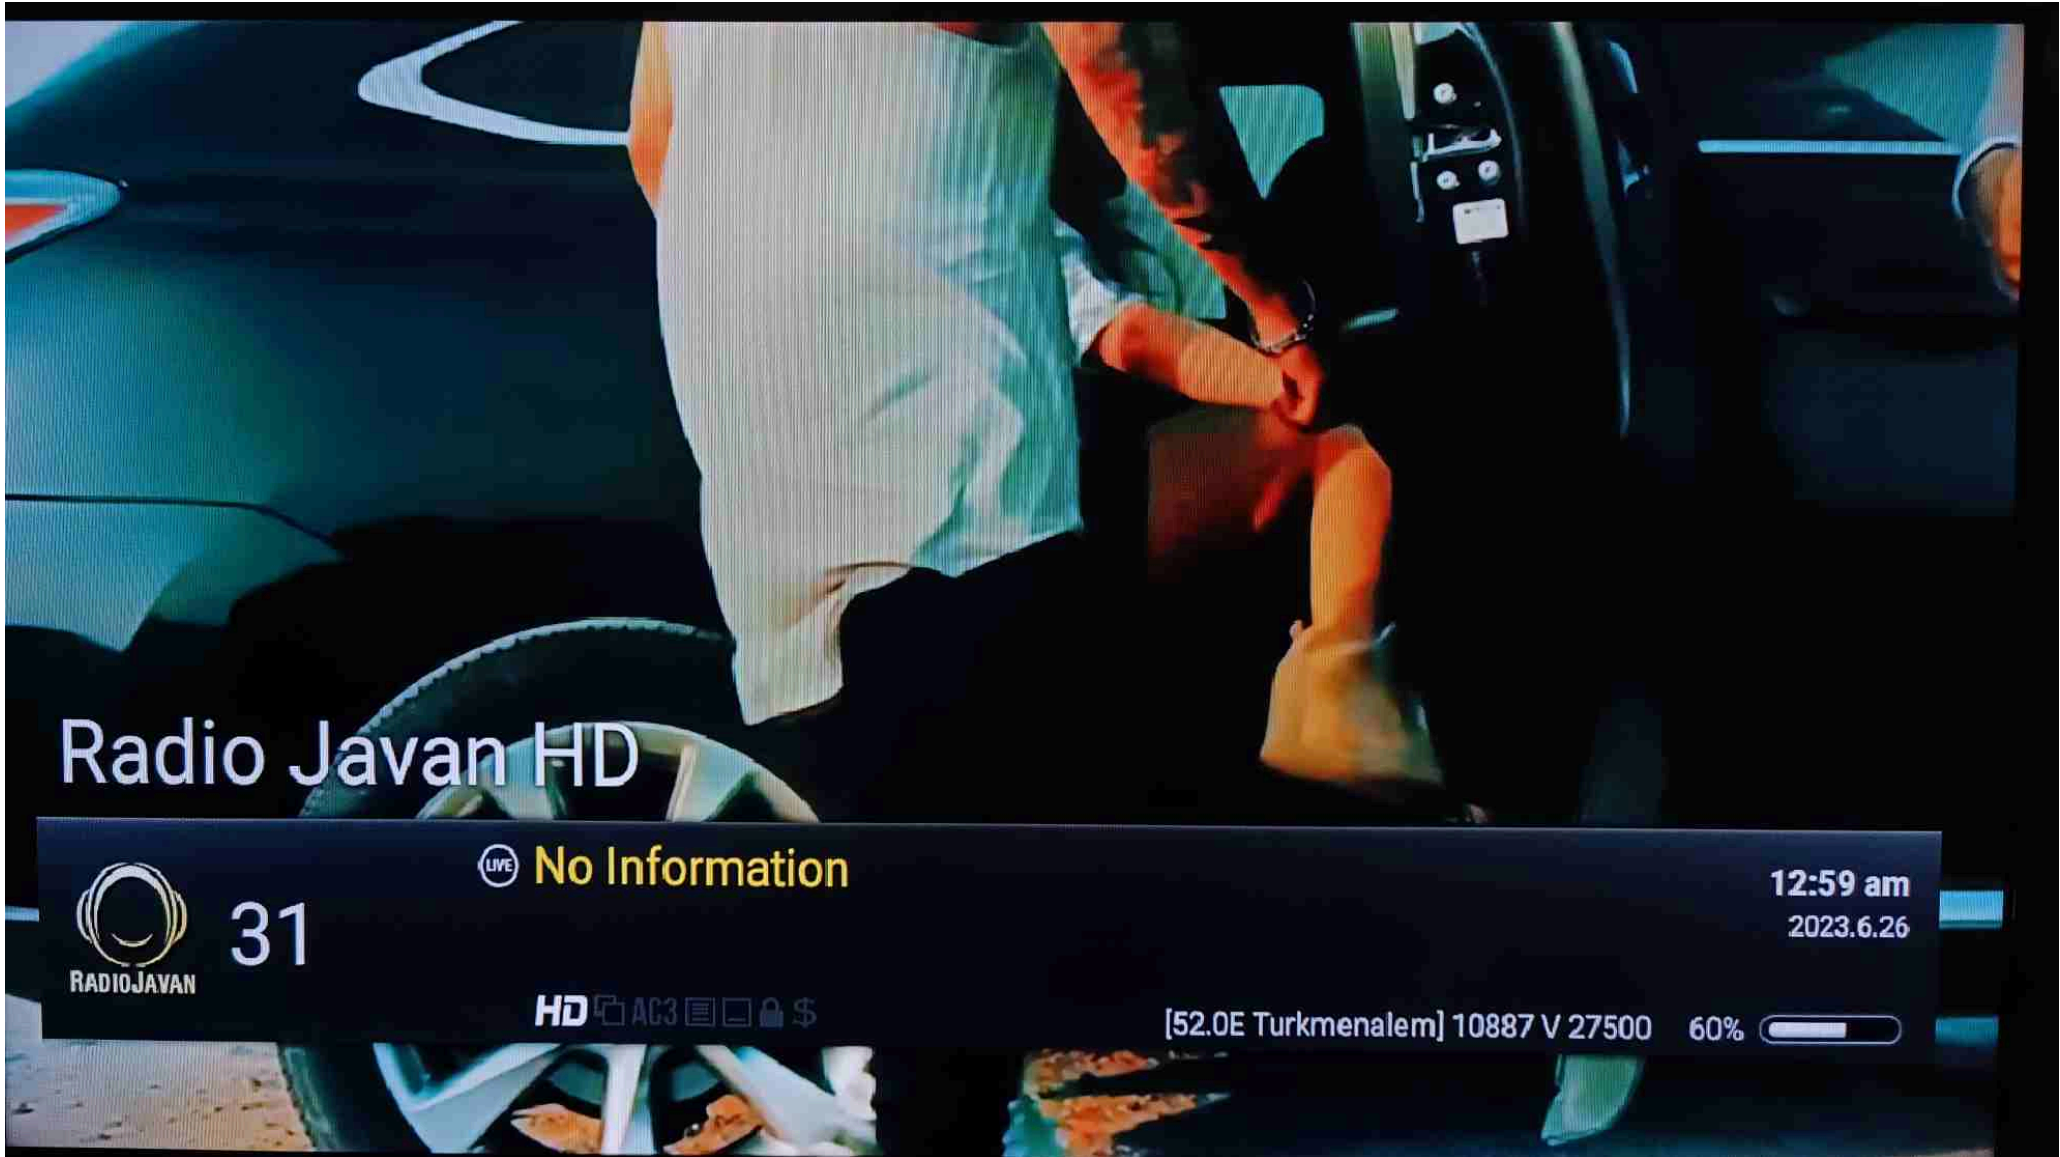 Radio Javan HD
LIVE No Information
12:59 am
31
2023.6.26
RADIOJAVAN
HD AC3 $
[52.0E Turkmenalem] 10887 V 27500 60%